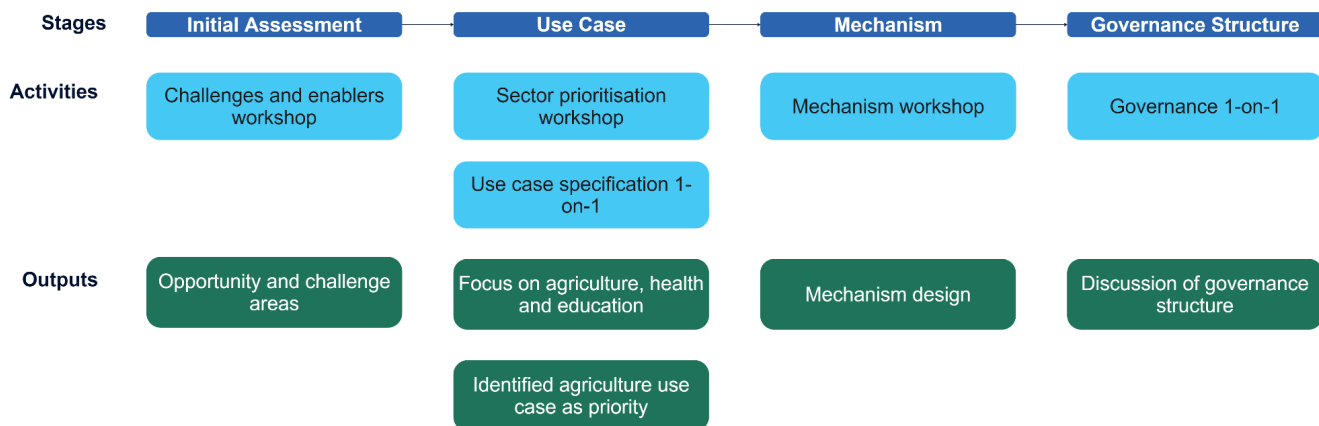 Stages
Initial Assessment
Use Case
Mechanism
Governance Structure
Activities
Challenges and enablers
workshop
Sector prioritisation
workshop
Mechanism workshop
Governance 1-on-1
Use case specification 1-
on-1
Outputs
Opportunity and challenge
areas
Focus on agriculture, health
and education
Mechanism design
Discussion of governance
structure
Identified agriculture use
case as priority